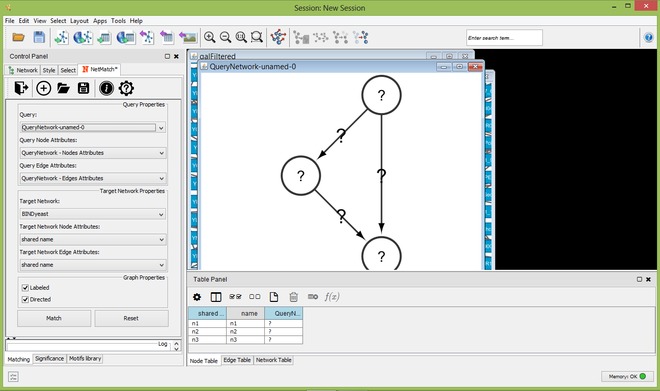 Session: New Session
File Edit View Select Layout Apps Tools Help
Enter search term...
Control Panel
Network Style Select NetMatch*
Query Properties
Query:
QueryNetwork-unamed-0
Query Node Attributes:
QueryNetwork - Nodes Attributes
Query Edge Attributes:
QueryNetwork - Edges Attributes
Target Network Properties
Target Network:
BINDyeast
Target Network Node Attributes:
shared name
Target Network Edge Attributes:
shared name
Graph Properties
Labeled
Directed
Match Reset
Log
Matching Significance Motifs library
galFiltered
QueryNetwork-unamed-0
?
?
? ?
?
?
Table Panel
f(x)
shared... name QueryN...
n1 n1 ?
n2 n2 ?
n3 n3 ?
Node Table Edge Table Network Table
Memory: OK